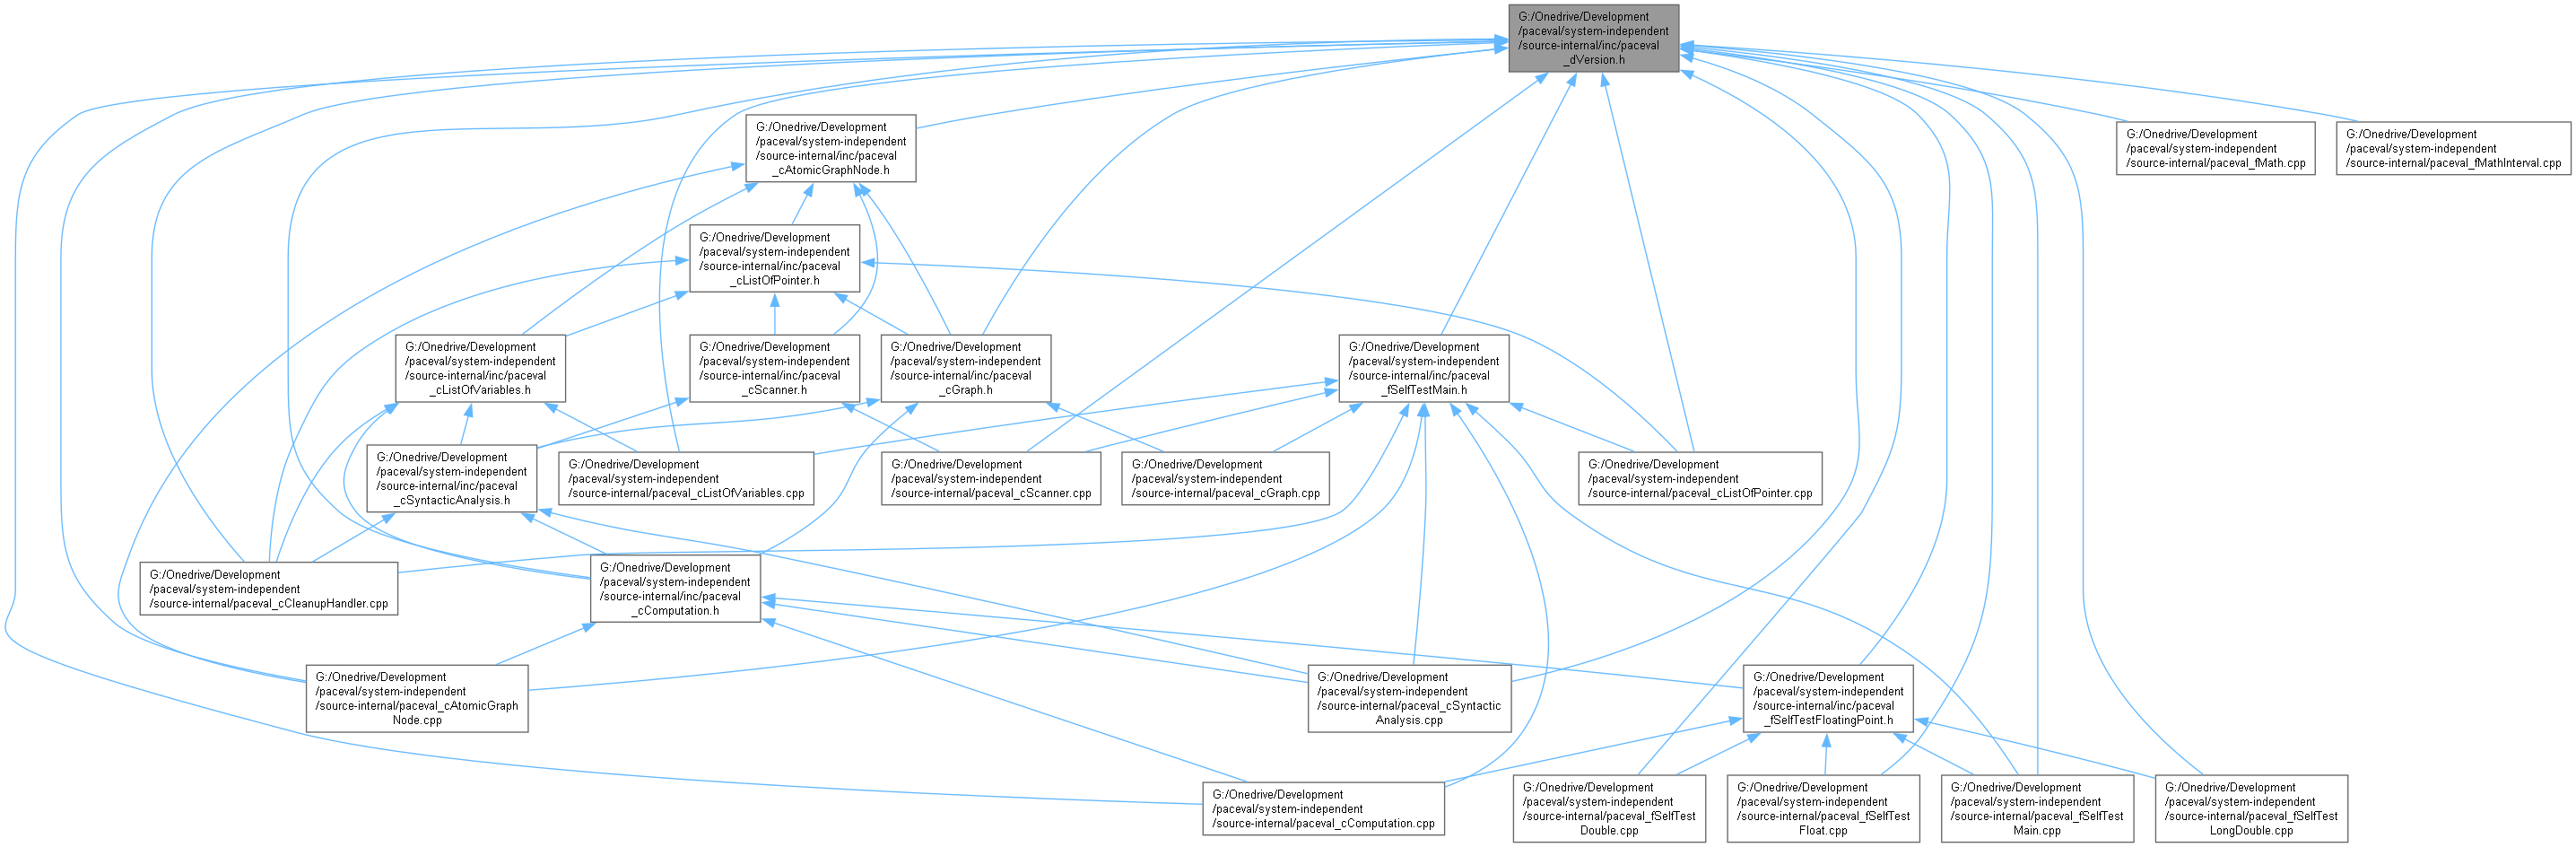 G:/Onedrive/Development
/paceval/system-independent
/source-internal/inc/paceval
_dVersion.h
G:/Onedrive/Development
/paceval/system-independent
/source-internal/inc/paceval
_cAtomicGraphNode.h
G:/Onedrive/Development
/paceval/system-independent
/source-internal/paceval_fMath.cpp
G:/Onedrive/Development
/paceval/system-independent
/source-internal/paceval_fMathInterval.cpp
G:/Onedrive/Development
/paceval/system-independent
/source-internal/inc/paceval
_cListOfPointer.h
G:/Onedrive/Development
/paceval/system-independent
/source-internal/inc/paceval
_cListOfVariables.h
G:/Onedrive/Development
/paceval/system-independent
/source-internal/inc/paceval
_cScanner.h
G:/Onedrive/Development
/paceval/system-independent
/source-internal/inc/paceval
_cGraph.h
G:/Onedrive/Development
/paceval/system-independent
/source-internal/inc/paceval
_fSelfTestMain.h
G:/Onedrive/Development
/paceval/system-independent
/source-internal/inc/paceval
_cSyntacticAnalysis.h
G:/Onedrive/Development
/paceval/system-independent
/source-internal/paceval_cListOfVariables.cpp
G:/Onedrive/Development
/paceval/system-independent
/source-internal/paceval_cScanner.cpp
G:/Onedrive/Development
/paceval/system-independent
/source-internal/paceval_cGraph.cpp
G:/Onedrive/Development
/paceval/system-independent
/source-internal/paceval_cListOfPointer.cpp
G:/Onedrive/Development
/paceval/system-independent
/source-internal/paceval_cCleanupHandler.cpp
G:/Onedrive/Development
/paceval/system-independent
/source-internal/inc/paceval
_cComputation.h
G:/Onedrive/Development
/paceval/system-independent
/source-internal/paceval_cAtomicGraph
Node.cpp
G:/Onedrive/Development
/paceval/system-independent
/source-internal/paceval_cSyntactic
Analysis.cpp
G:/Onedrive/Development
/paceval/system-independent
/source-internal/inc/paceval
_fSelfTestFloatingPoint.h
G:/Onedrive/Development
/paceval/system-independent
/source-internal/paceval_cComputation.cpp
G:/Onedrive/Development
/paceval/system-independent
/source-internal/paceval_fSelfTest
Double.cpp
G:/Onedrive/Development
/paceval/system-independent
/source-internal/paceval_fSelfTest
Float.cpp
G:/Onedrive/Development
/paceval/system-independent
/source-internal/paceval_fSelfTest
Main.cpp
G:/Onedrive/Development
/paceval/system-independent
/source-internal/paceval_fSelfTest
LongDouble.cpp